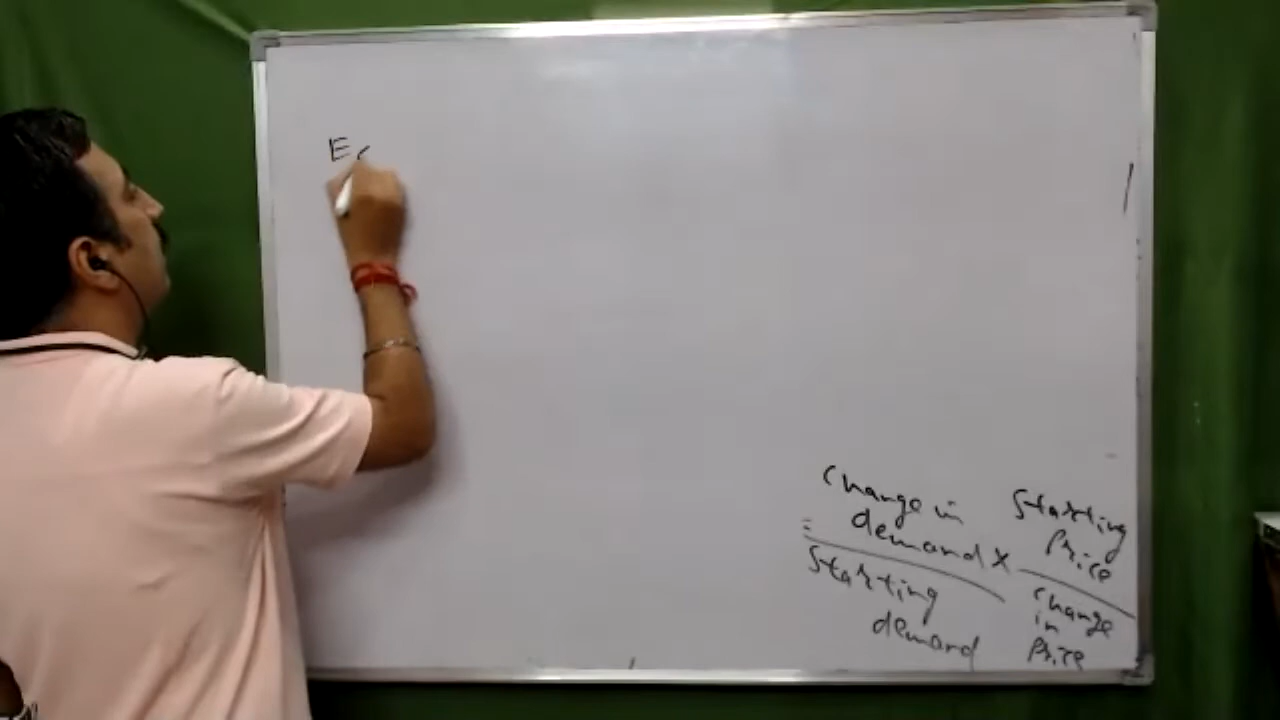 E
Change in Starting
= demand × Price
Starting Change
demand in
Price